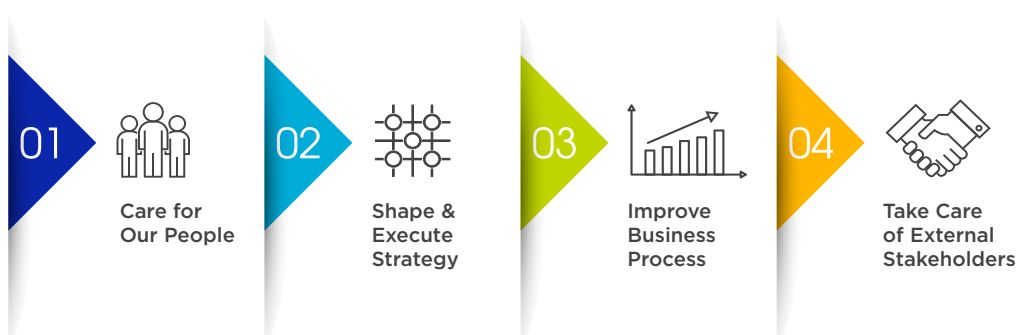 01
Care for
Our People
02
Shape &
Execute
Strategy
03
Improve
Business
Process
04
Take Care
of External
Stakeholders